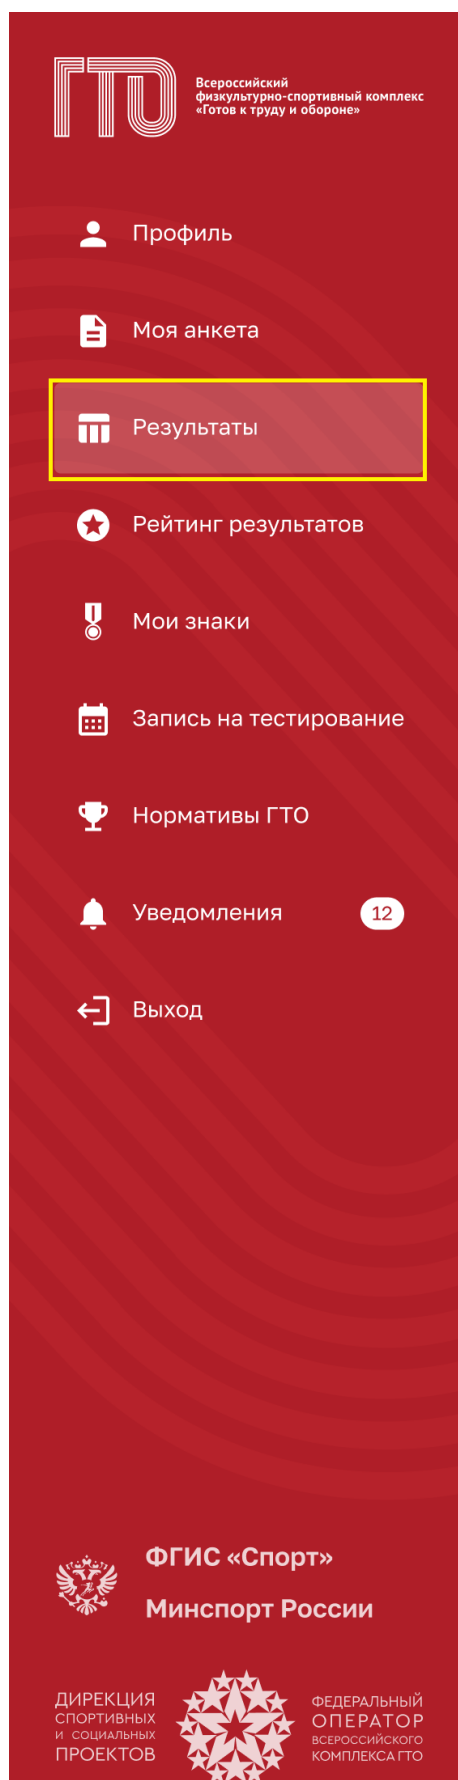 ГТО
Всероссийский
физкультурно-спортивный комплекс
«Готов к труду и обороне»
Профиль
Моя анкета
Результаты
Рейтинг результатов
Мои знаки
Запись на тестирование
Нормативы ГТО
Уведомления 12
Выход
ФГИС «Спорт»
Минспорт России
ДИРЕКЦИЯ
СПОРТИВНЫХ
И СОЦИАЛЬНЫХ
ПРОЕКТОВ
ФЕДЕРАЛЬНЫЙ
ОПЕРАТОР
ВСЕРОССИЙСКОГО
КОМПЛЕКСА ГТО